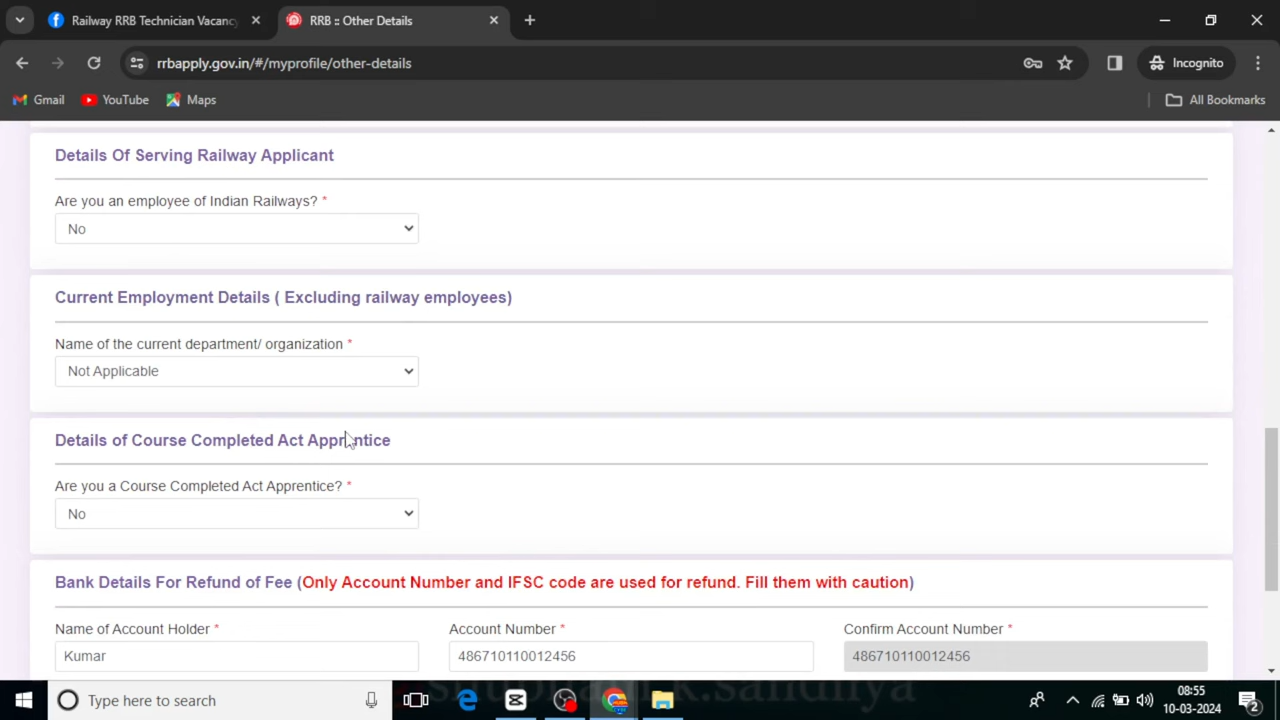 Railway RRB Technician Vacancy
RRB :: Other Details
rrbapply.gov.in/#/myprofile/other-details
Incognito
Gmail
YouTube
Maps
All Bookmarks
Details Of Serving Railway Applicant
Are you an employee of Indian Railways? *
No
Current Employment Details ( Excluding railway employees)
Name of the current department/ organization *
Not Applicable
Details of Course Completed Act Apprentice
Are you a Course Completed Act Apprentice? *
No
Bank Details For Refund of Fee (Only Account Number and IFSC code are used for refund. Fill them with caution)
Name of Account Holder *
Account Number *
Confirm Account Number *
Kumar
486710110012456
486710110012456
Type here to search
08:55
10-03-2024
2